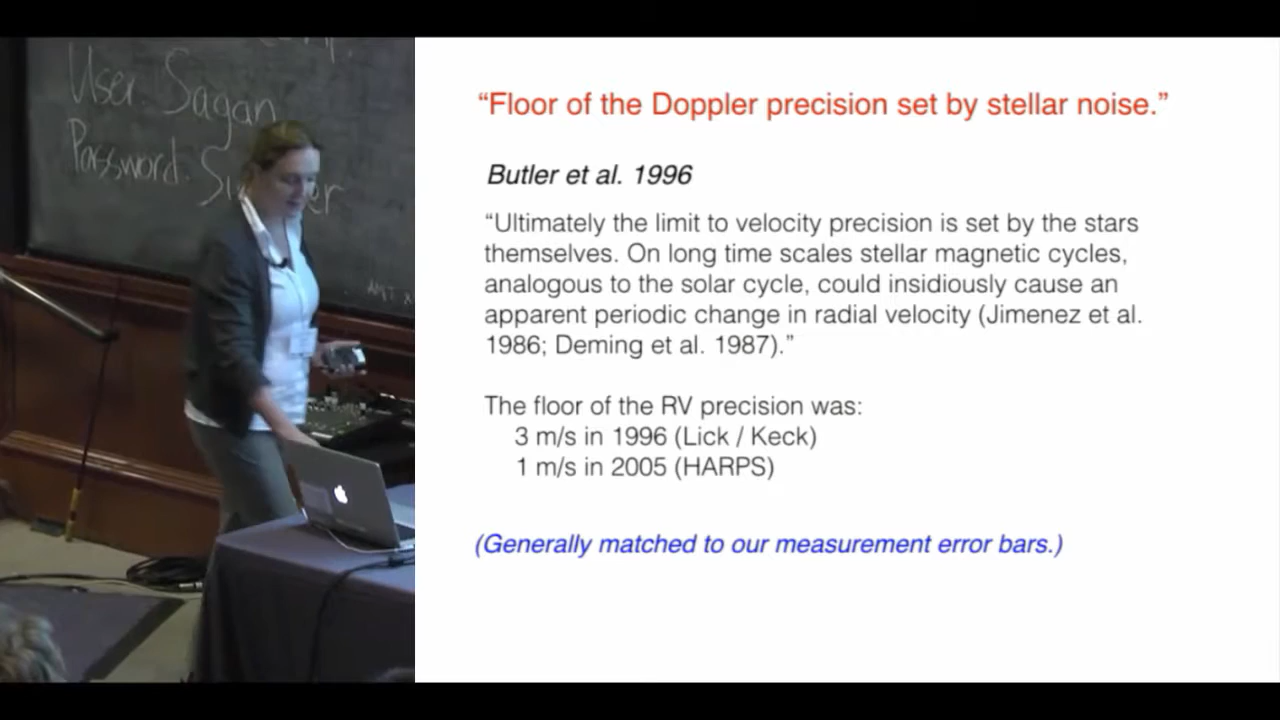 User: Sagan
Password:
"Floor of the Doppler precision set by stellar noise."
Butler et al. 1996
"Ultimately the limit to velocity precision is set by the stars
themselves. On long time scales stellar magnetic cycles,
analogous to the solar cycle, could insidiously cause an
apparent periodic change in radial velocity (Jimenez et al.
1986; Deming et al. 1987)."
The floor of the RV precision was:
3 m/s in 1996 (Lick / Keck)
1 m/s in 2005 (HARPS)
(Generally matched to our measurement error bars.)